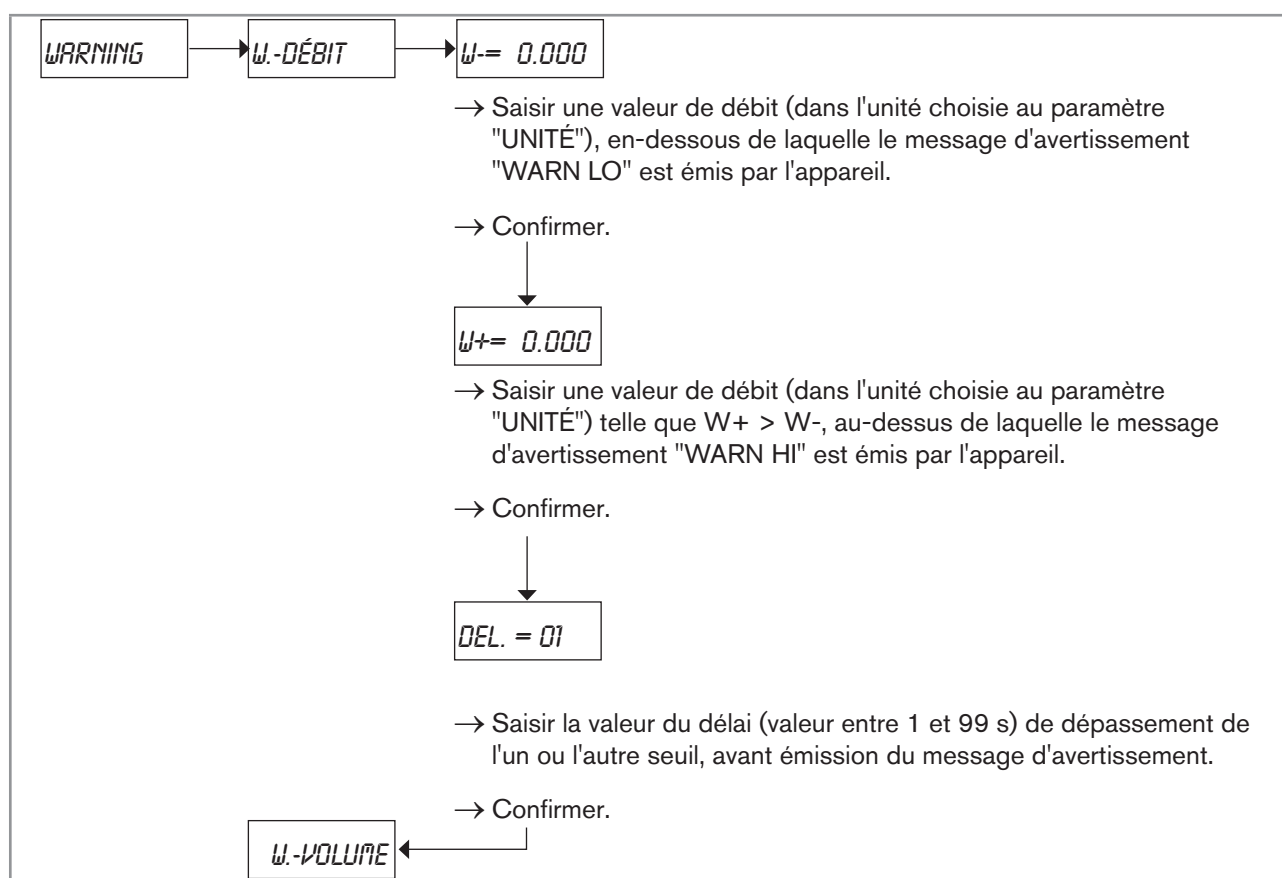 WARNING
W.-DÉBIT
W-= 0.000
→ Saisir une valeur de débit (dans l'unité choisie au paramètre
"UNITÉ"), en-dessous de laquelle le message d'avertissement
"WARN LO" est émis par l'appareil.
→ Confirmer.
W+= 0.000
→ Saisir une valeur de débit (dans l'unité choisie au paramètre
"UNITÉ") telle que W+ > W-, au-dessus de laquelle le message
d'avertissement "WARN HI" est émis par l'appareil.
→ Confirmer.
DEL. = 01
→ Saisir la valeur du délai (valeur entre 1 et 99 s) de dépassement de
l'un ou l'autre seuil, avant émission du message d'avertissement.
→ Confirmer.
W.-VOLUME